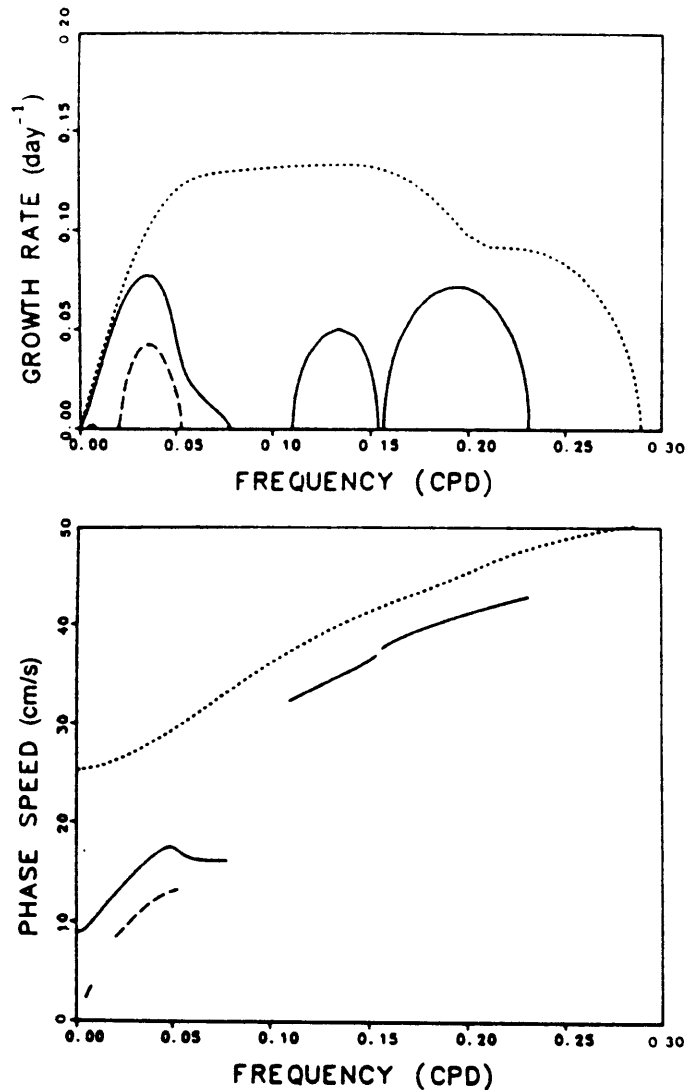 0.20
0.15
0.10
0.05
0.00
GROWTH RATE (day⁻¹)
0.00 0.05 0.10 0.15 0.20 0.25 0.30
FREQUENCY (CPD)
50
40
30
20
10
0
PHASE SPEED (cm/s)
0.00 0.05 0.10 0.15 0.20 0.25 0.30
FREQUENCY (CPD)